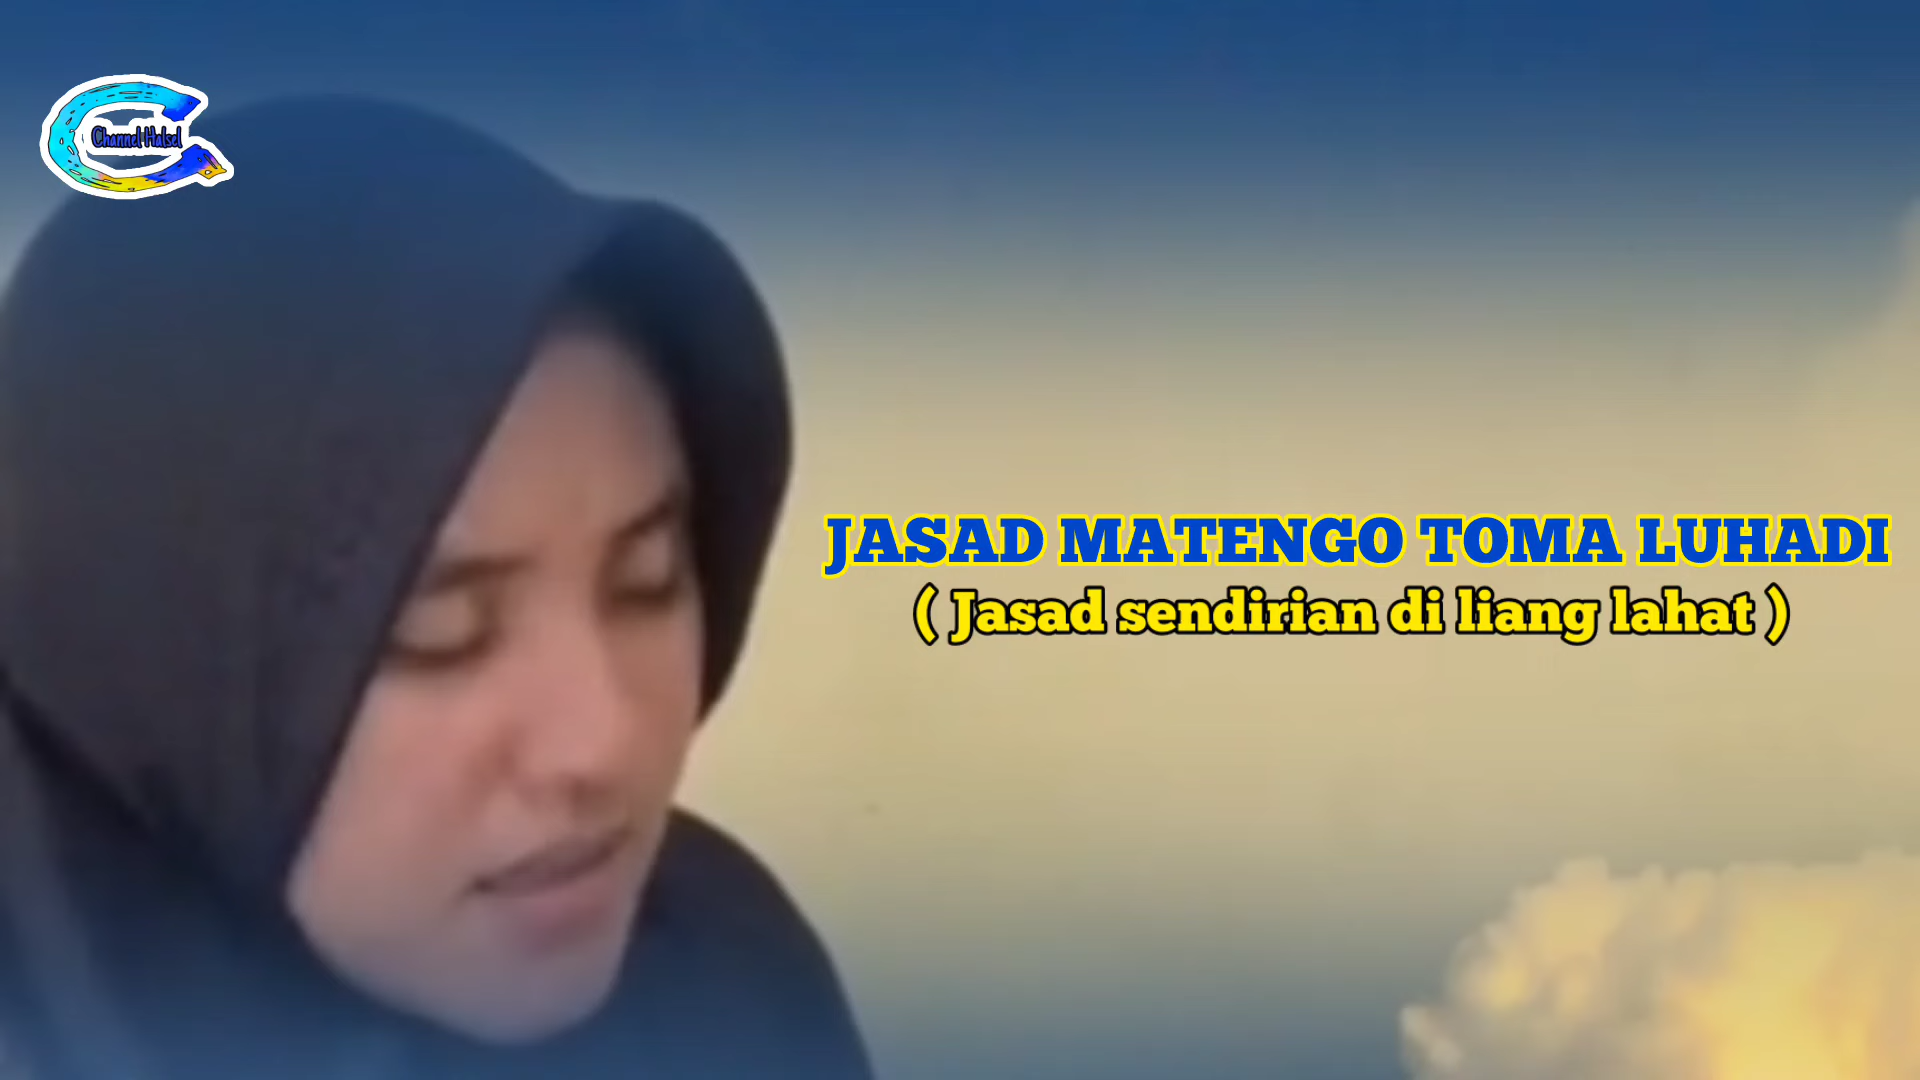 Channel Halsel
JASAD MATENGO TOMA LUHADI
( Jasad sendirian di liang lahat )